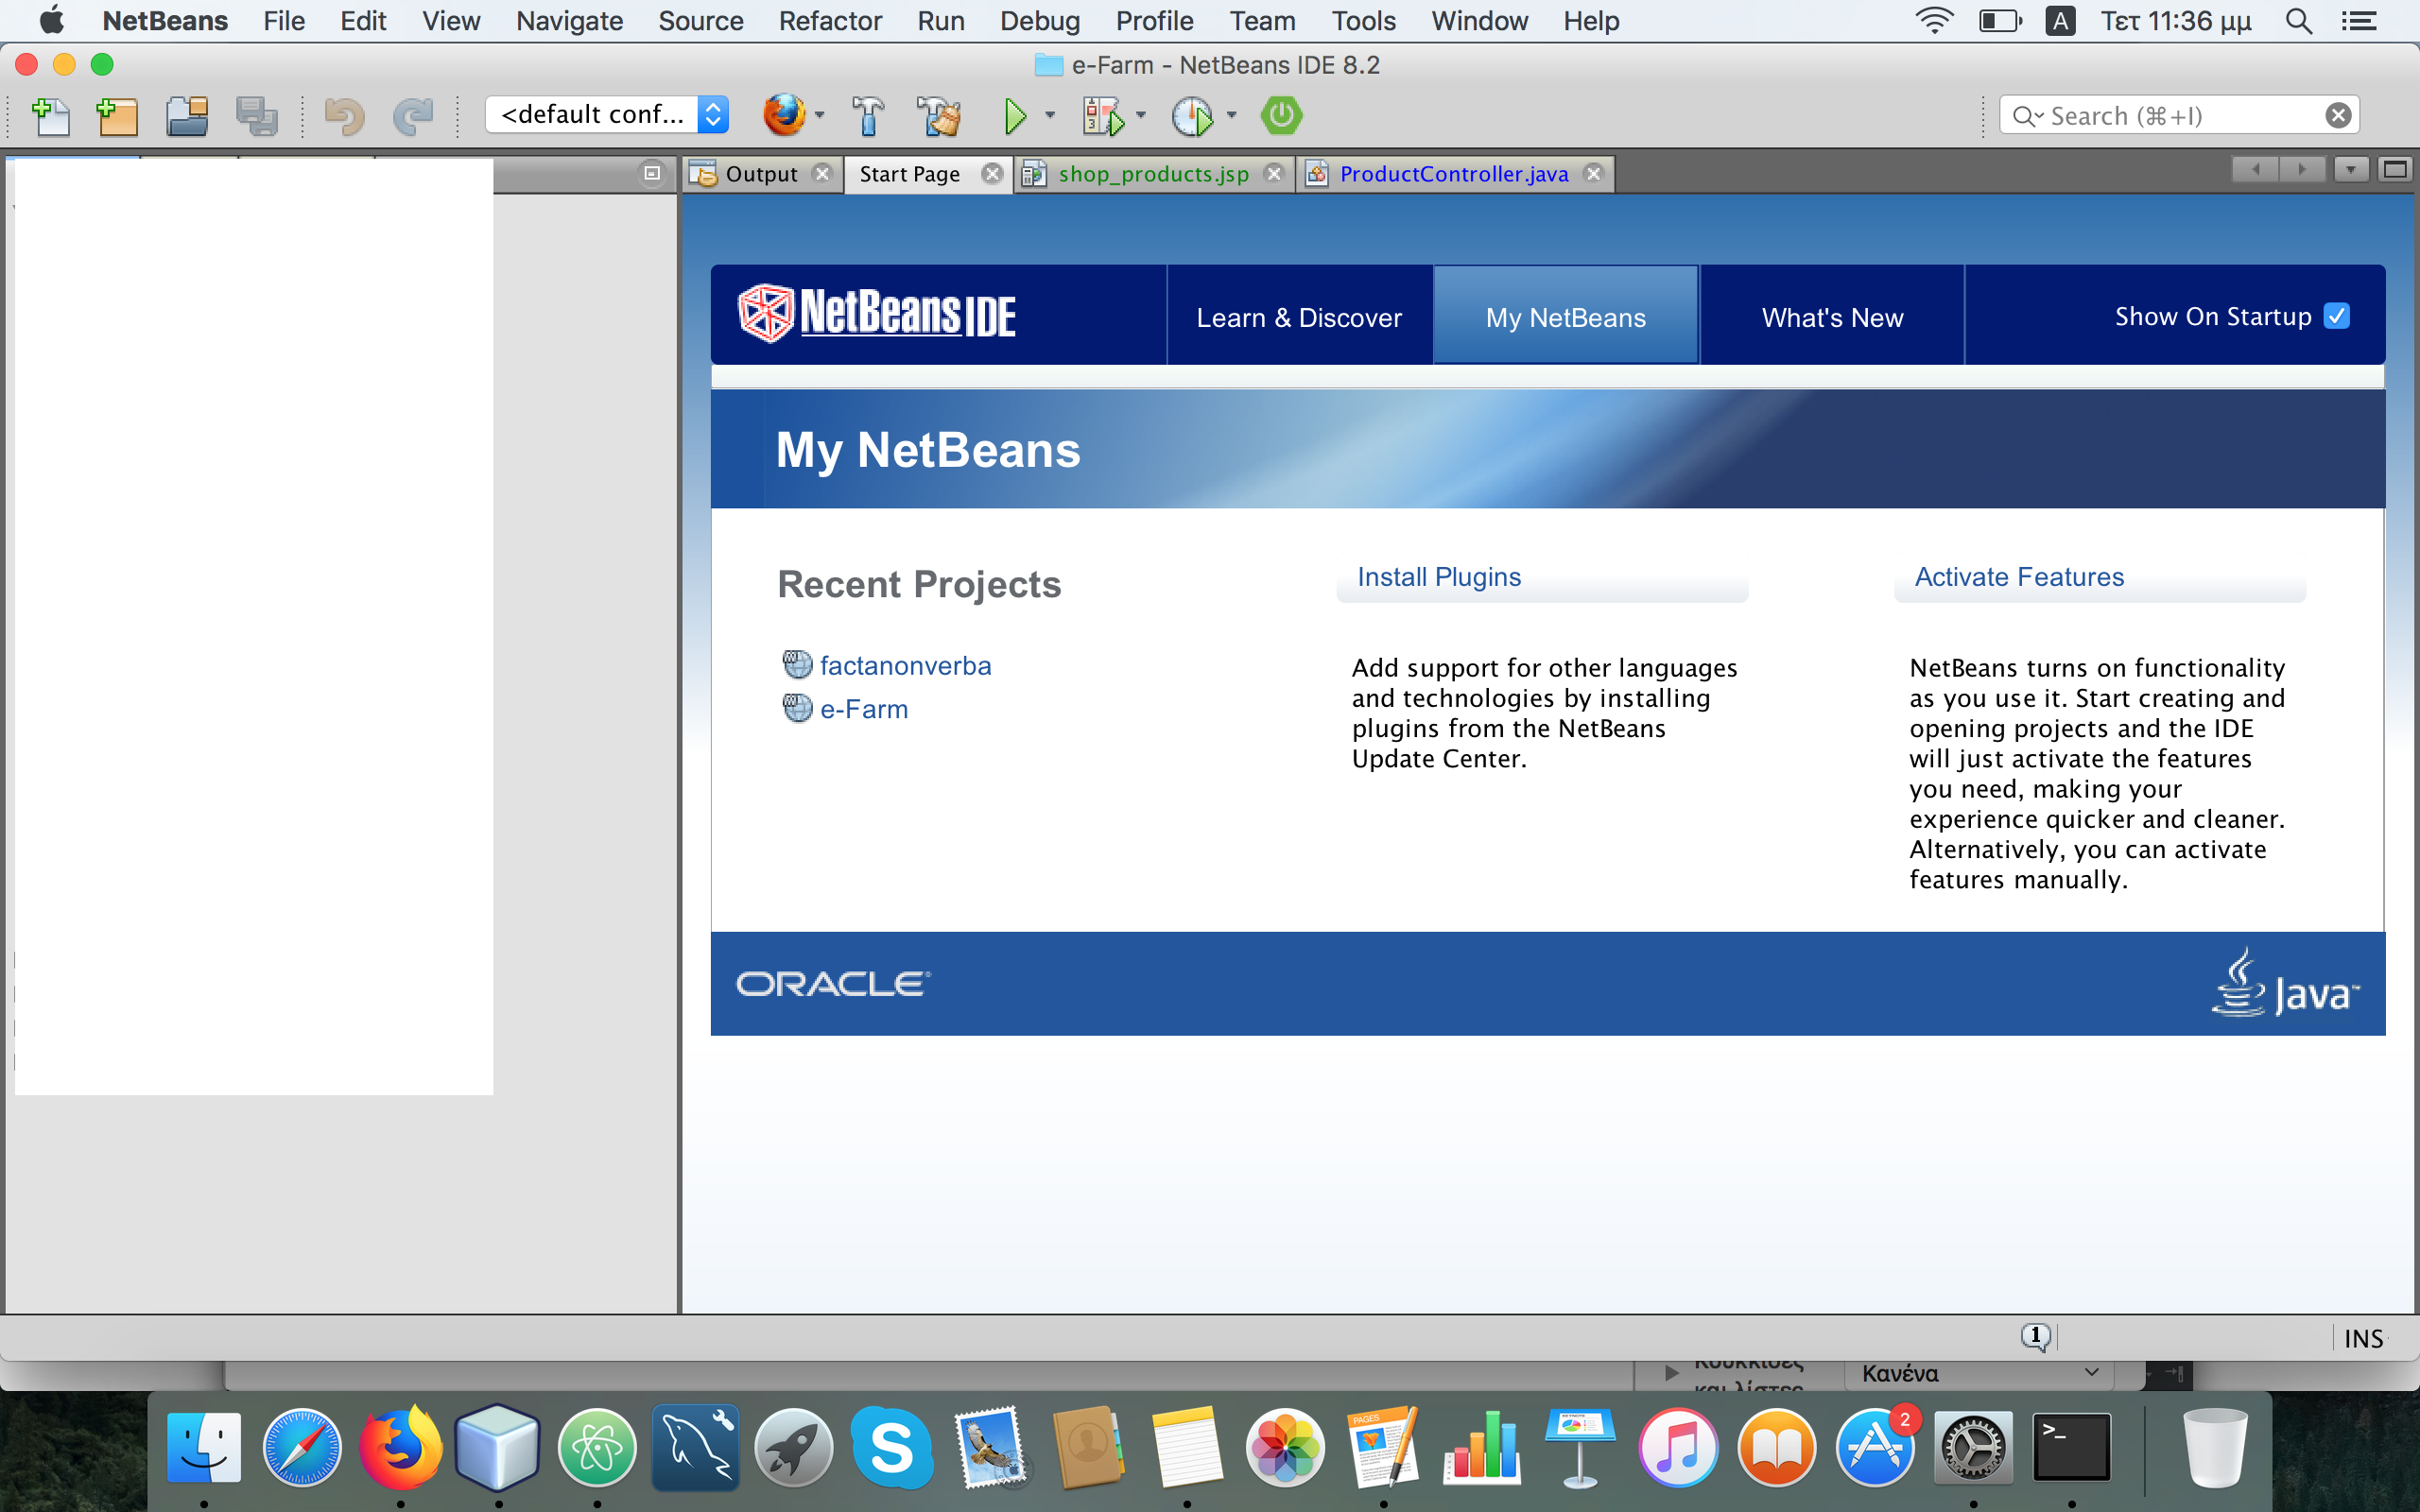 NetBeans File Edit View Navigate Source Refactor Run Debug Profile Team Tools Window Help A Τετ 11:36 μμ
e-Farm - NetBeans IDE 8.2
<default conf... Search (⌘+I)
Output Start Page shop_products.jsp ProductController.java
NetBeans IDE Learn & Discover My NetBeans What's New Show On Startup
My NetBeans
Recent Projects
factanonverba
e-Farm
Install Plugins
Add support for other languages
and technologies by installing
plugins from the NetBeans
Update Center.
Activate Features
NetBeans turns on functionality
as you use it. Start creating and
opening projects and the IDE
will just activate the features
you need, making your
experience quicker and cleaner.
Alternatively, you can activate
features manually.
ORACLE Java
1 INS
Κουκκίδες
και λίστες
Κανένα
PAGES
2
>_